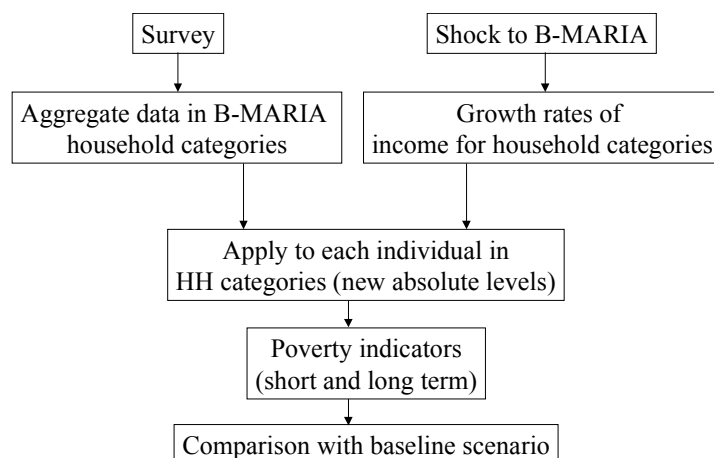 Survey
Shock to B-MARIA
Aggregate data in B-MARIA
household categories
Growth rates of
income for household categories
Apply to each individual in
HH categories (new absolute levels)
Poverty indicators
(short and long term)
Comparison with baseline scenario